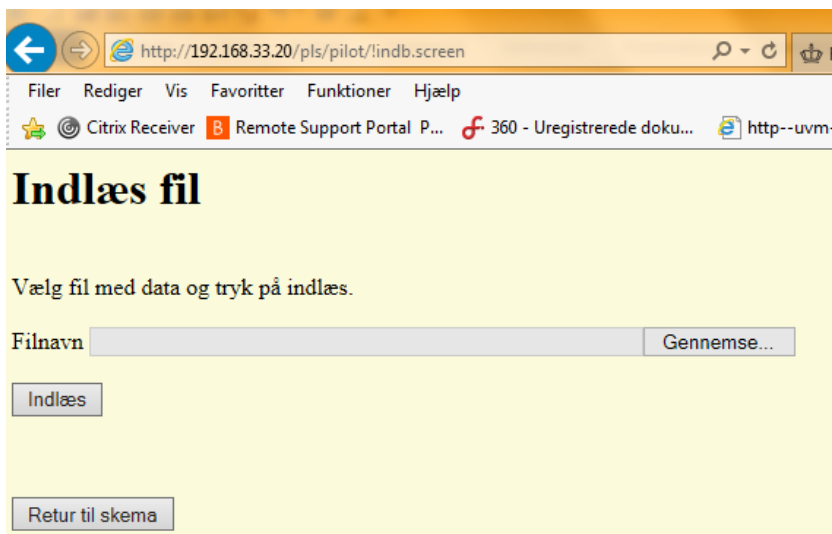 http://192.168.33.20/pls/pilot/!indb.screen
Filer Rediger Vis Favoritter Funktioner Hjælp
Citrix Receiver B Remote Support Portal P... 360 - Uregistrerede doku... http--uvm-
Indlæs fil
Vælg fil med data og tryk på indlæs.
Filnavn Gennemse...
Indlæs
Retur til skema